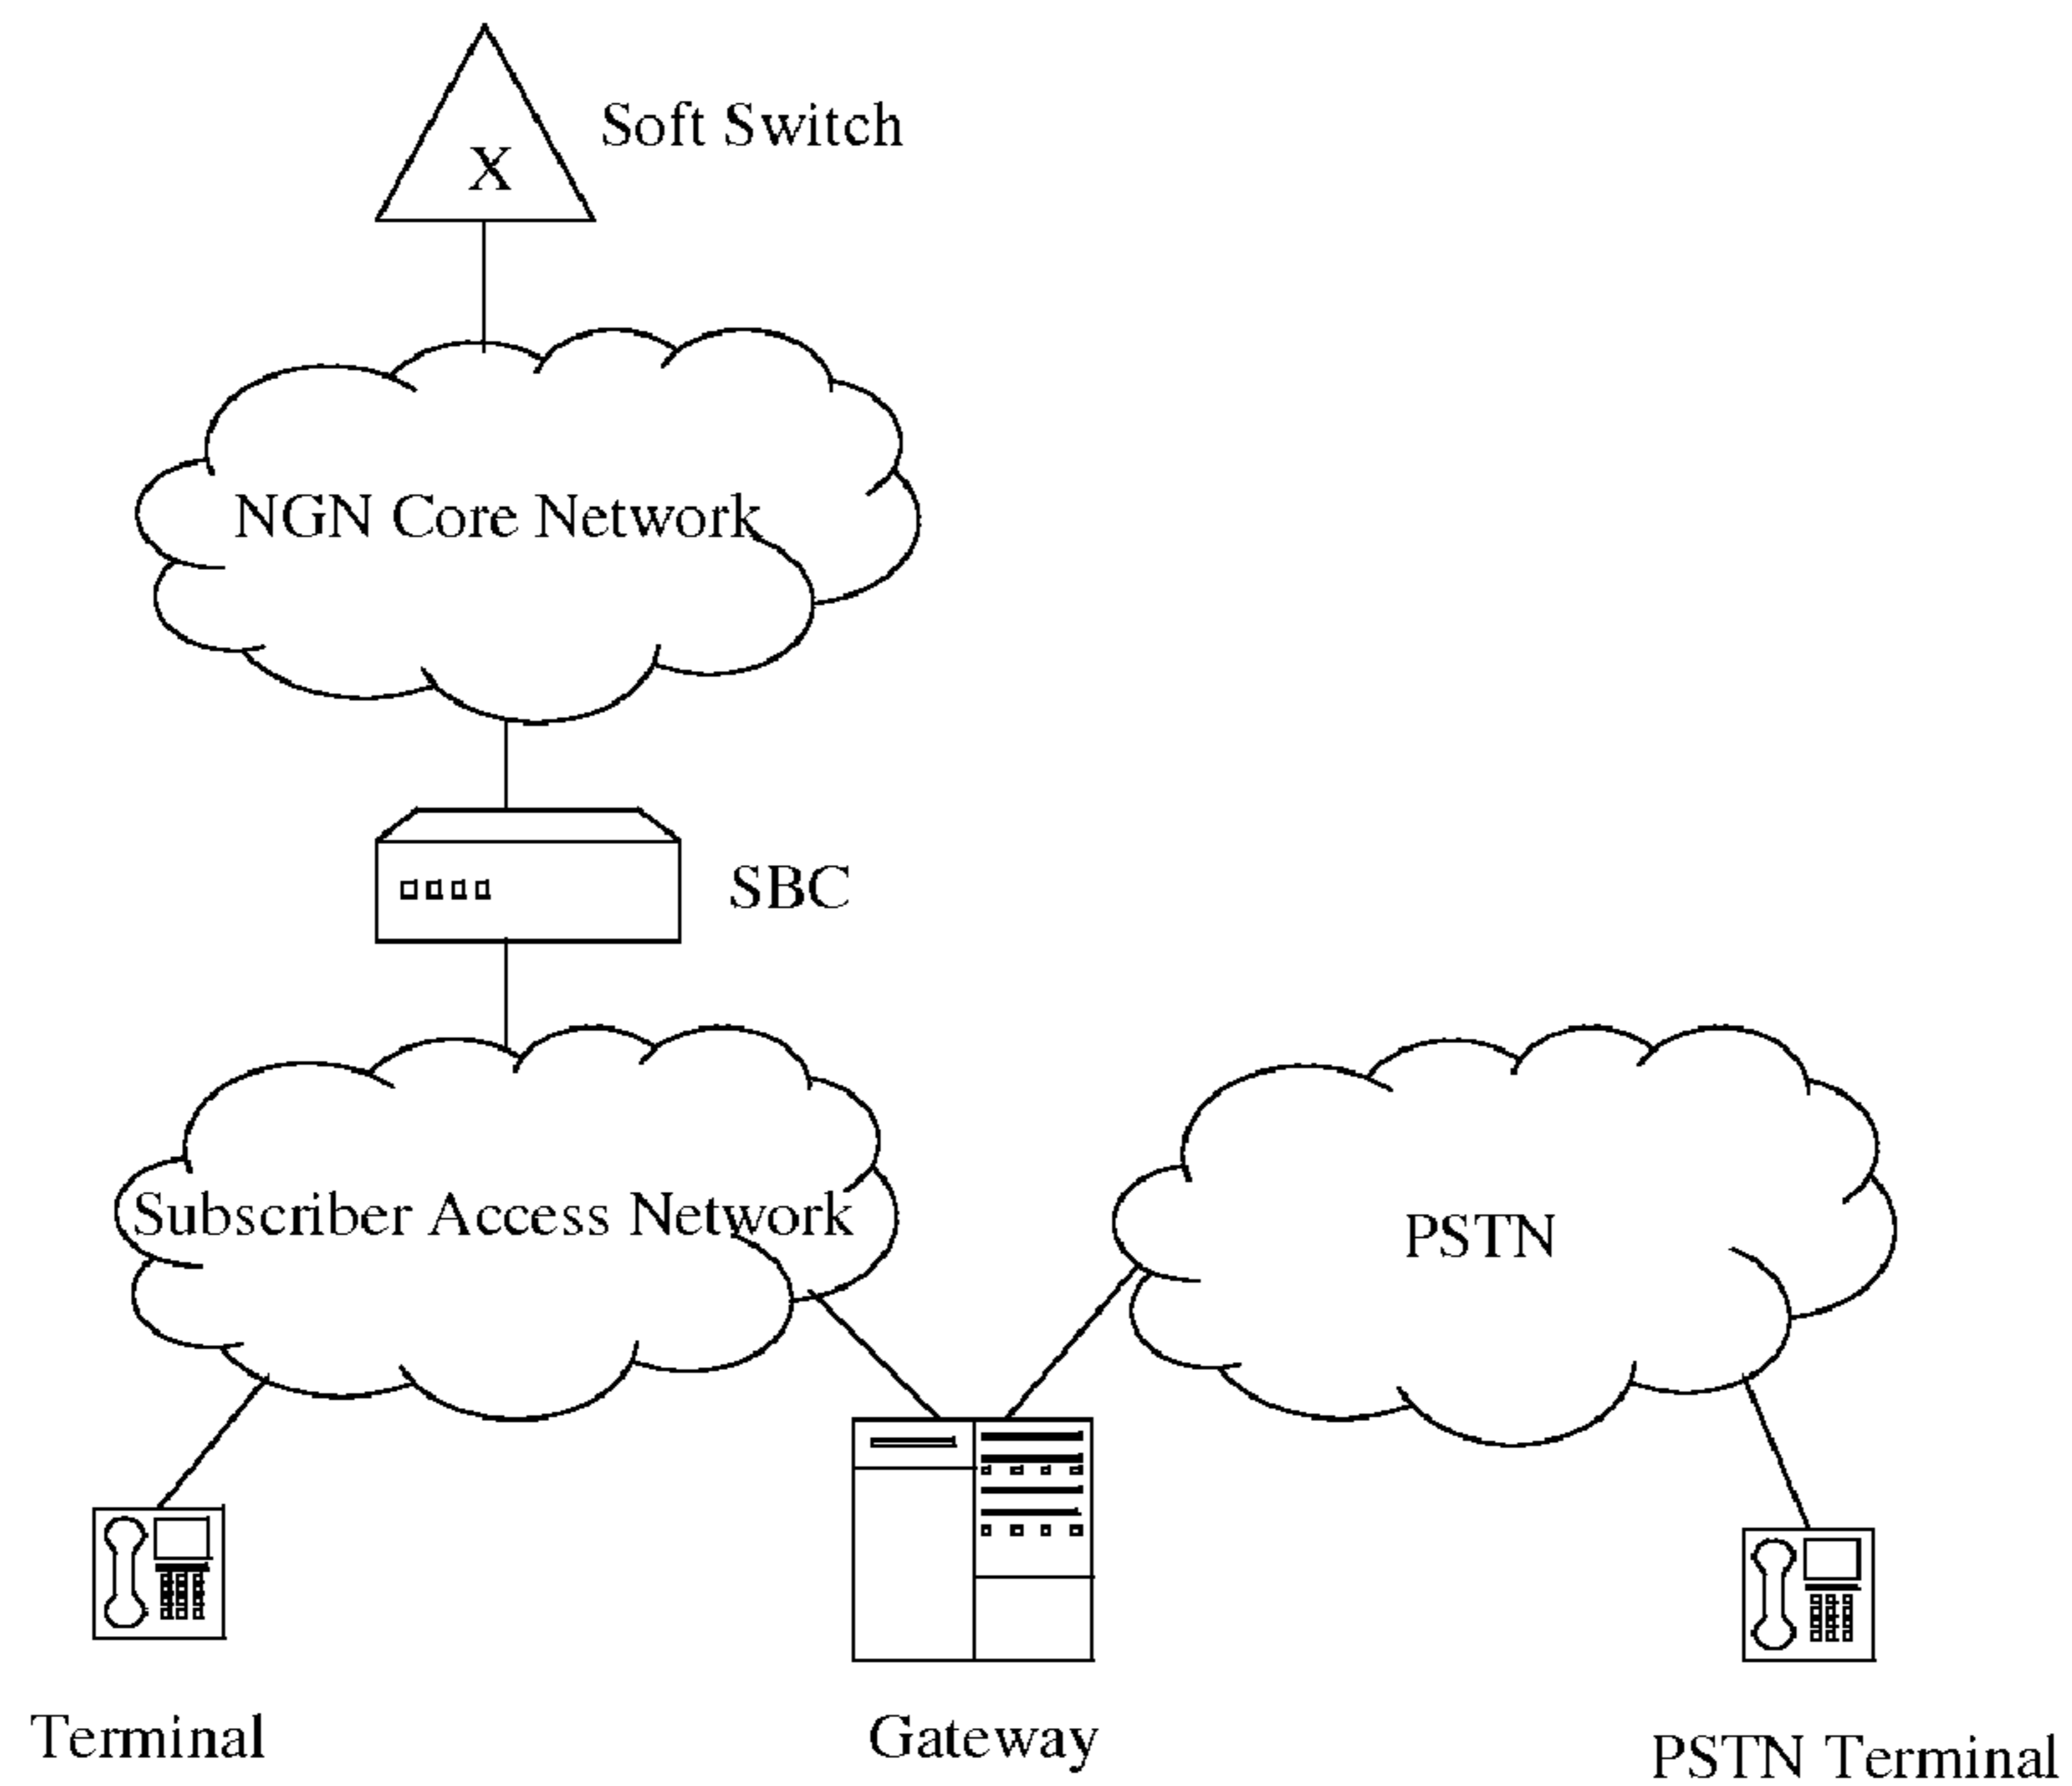 Soft Switch
X
NGN Core Network
SBC
Subscriber Access Network
PSTN
Terminal
Gateway
PSTN Terminal